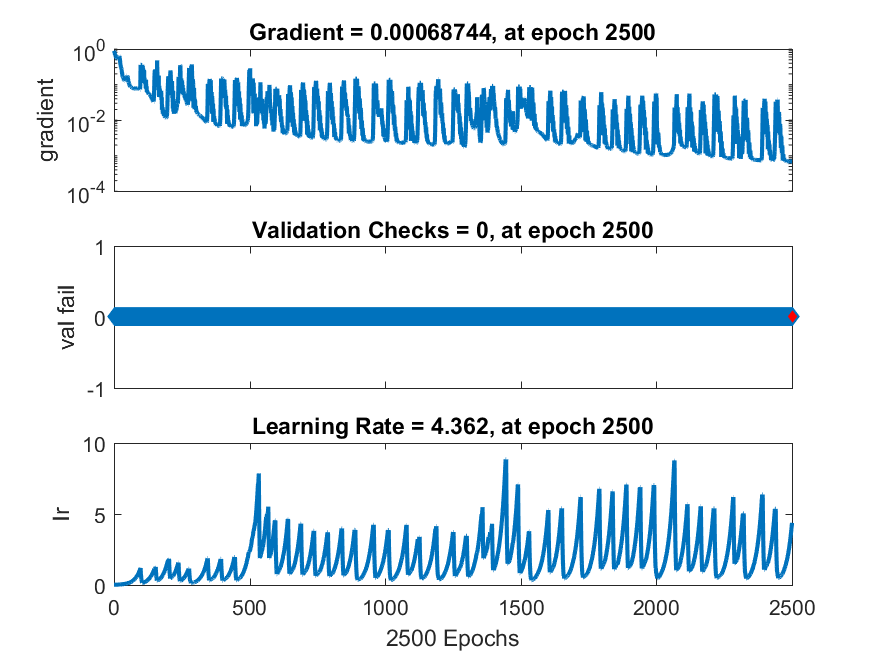 Gradient = 0.00068744, at epoch 2500
10^0
10^-2
10^-4
gradient
Validation Checks = 0, at epoch 2500
1
0
-1
val fail
Learning Rate = 4.362, at epoch 2500
10
5
0
lr
0 500 1000 1500 2000 2500
2500 Epochs